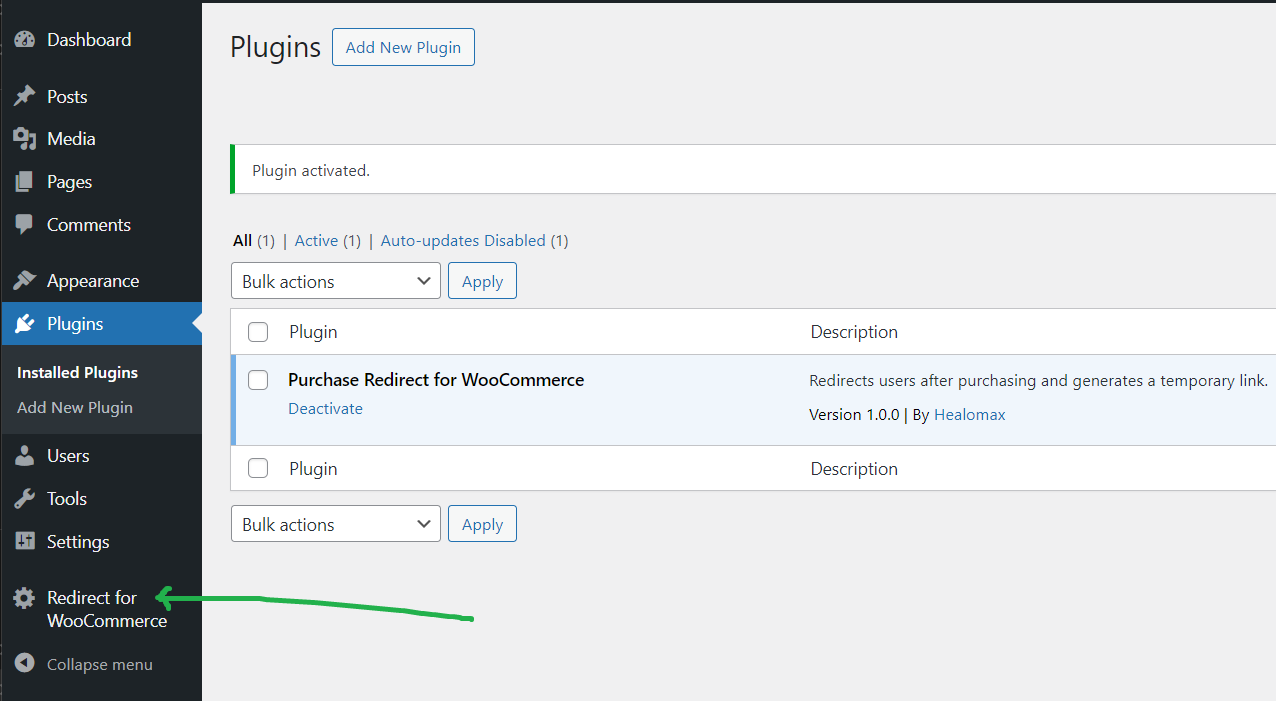 Dashboard
Posts
Media
Pages
Comments
Appearance
Plugins
Installed Plugins
Add New Plugin
Users
Tools
Settings
Redirect for
WooCommerce
Collapse menu
Plugins Add New Plugin
Plugin activated.
All (1) | Active (1) | Auto-updates Disabled (1)
Bulk actions Apply
Plugin Description
Purchase Redirect for WooCommerce Redirects users after purchasing and generates a temporary link.
Deactivate Version 1.0.0 | By Healomax
Plugin Description
Bulk actions Apply